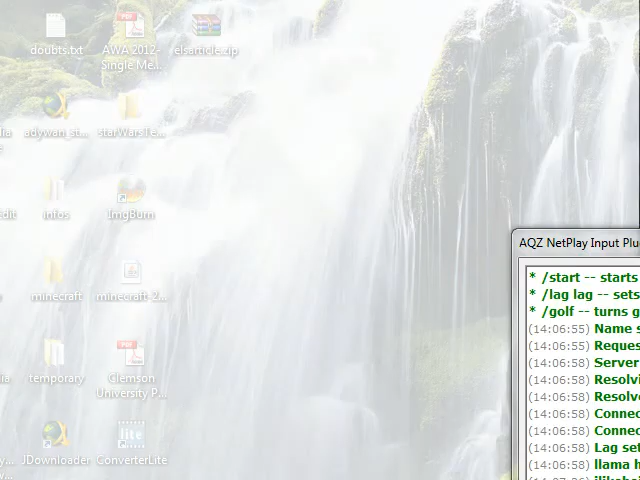 doubts.txt
AWA 2012-
Single Me...
elsarticle.zip
adywan_st...
starWarsTe...
edit
infos
ImgBurn
minecraft
minecraft-2...
temporary
Clemson
University P...
JDownloader
ConverterLite
AQZ NetPlay Input Plu
* /start -- starts
* /lag lag -- sets
* /golf -- turns g
(14:06:55) Name s
(14:06:55) Reques
(14:06:58) Server
(14:06:58) Resolvi
(14:06:58) Resolve
(14:06:58) Connec
(14:06:58) Connec
(14:06:58) Lag set
(14:06:58) llama h